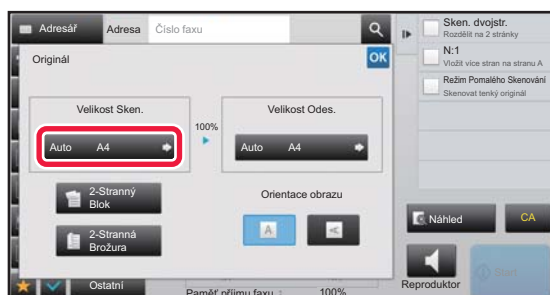 Adresář
Adresa
Číslo faxu
Originál
OK
Velikost Sken.
Auto A4
100%
Velikost Odes.
Auto A4
2-Stranný
Blok
2-Stranná
Brožura
Orientace obrazu
A
A
Ostatní
Paměť příjmu faxu :
100%
Sken. dvojstr.
Rozdělit na 2 stránky
N:1
Vložit více stran na stranu A
Režim Pomalého Skenování
Skenovat tenký originál
Náhled
CA
Reproduktor
Start